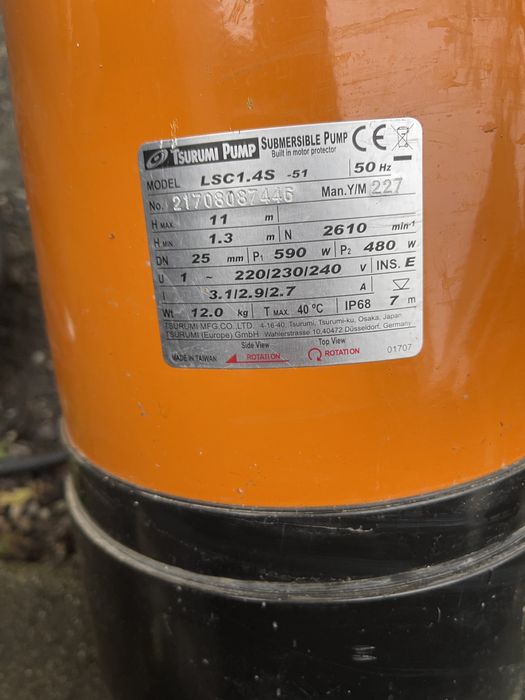 TSURUMI PUMP SUBMERSIBLE PUMP CE
Built in motor protector
MODEL LSC1.4S -51 50 Hz
No. 21708087446 Man.Y/M 227
H MAX. 11 m
H MIN. 1.3 m N 2610 min-1
DN 25 mm P1 590 W P2 480 W
U 1 ~ 220/230/240 V INS. E
I 3.1/2.9/2.7 A
Wt. 12.0 kg T MAX. 40 °C IP68 7 m
TSURUMI MFG.CO. LTD. 4-16-40 Tsurumi, Tsurumi-ku, Osaka, Japan
TSURUMI (Europe) GmbH Wahlerstrasse 10,40472 Düsseldorf, Germany
Side View Top View
MADE IN TAIWAN ROTATION ROTATION 01707